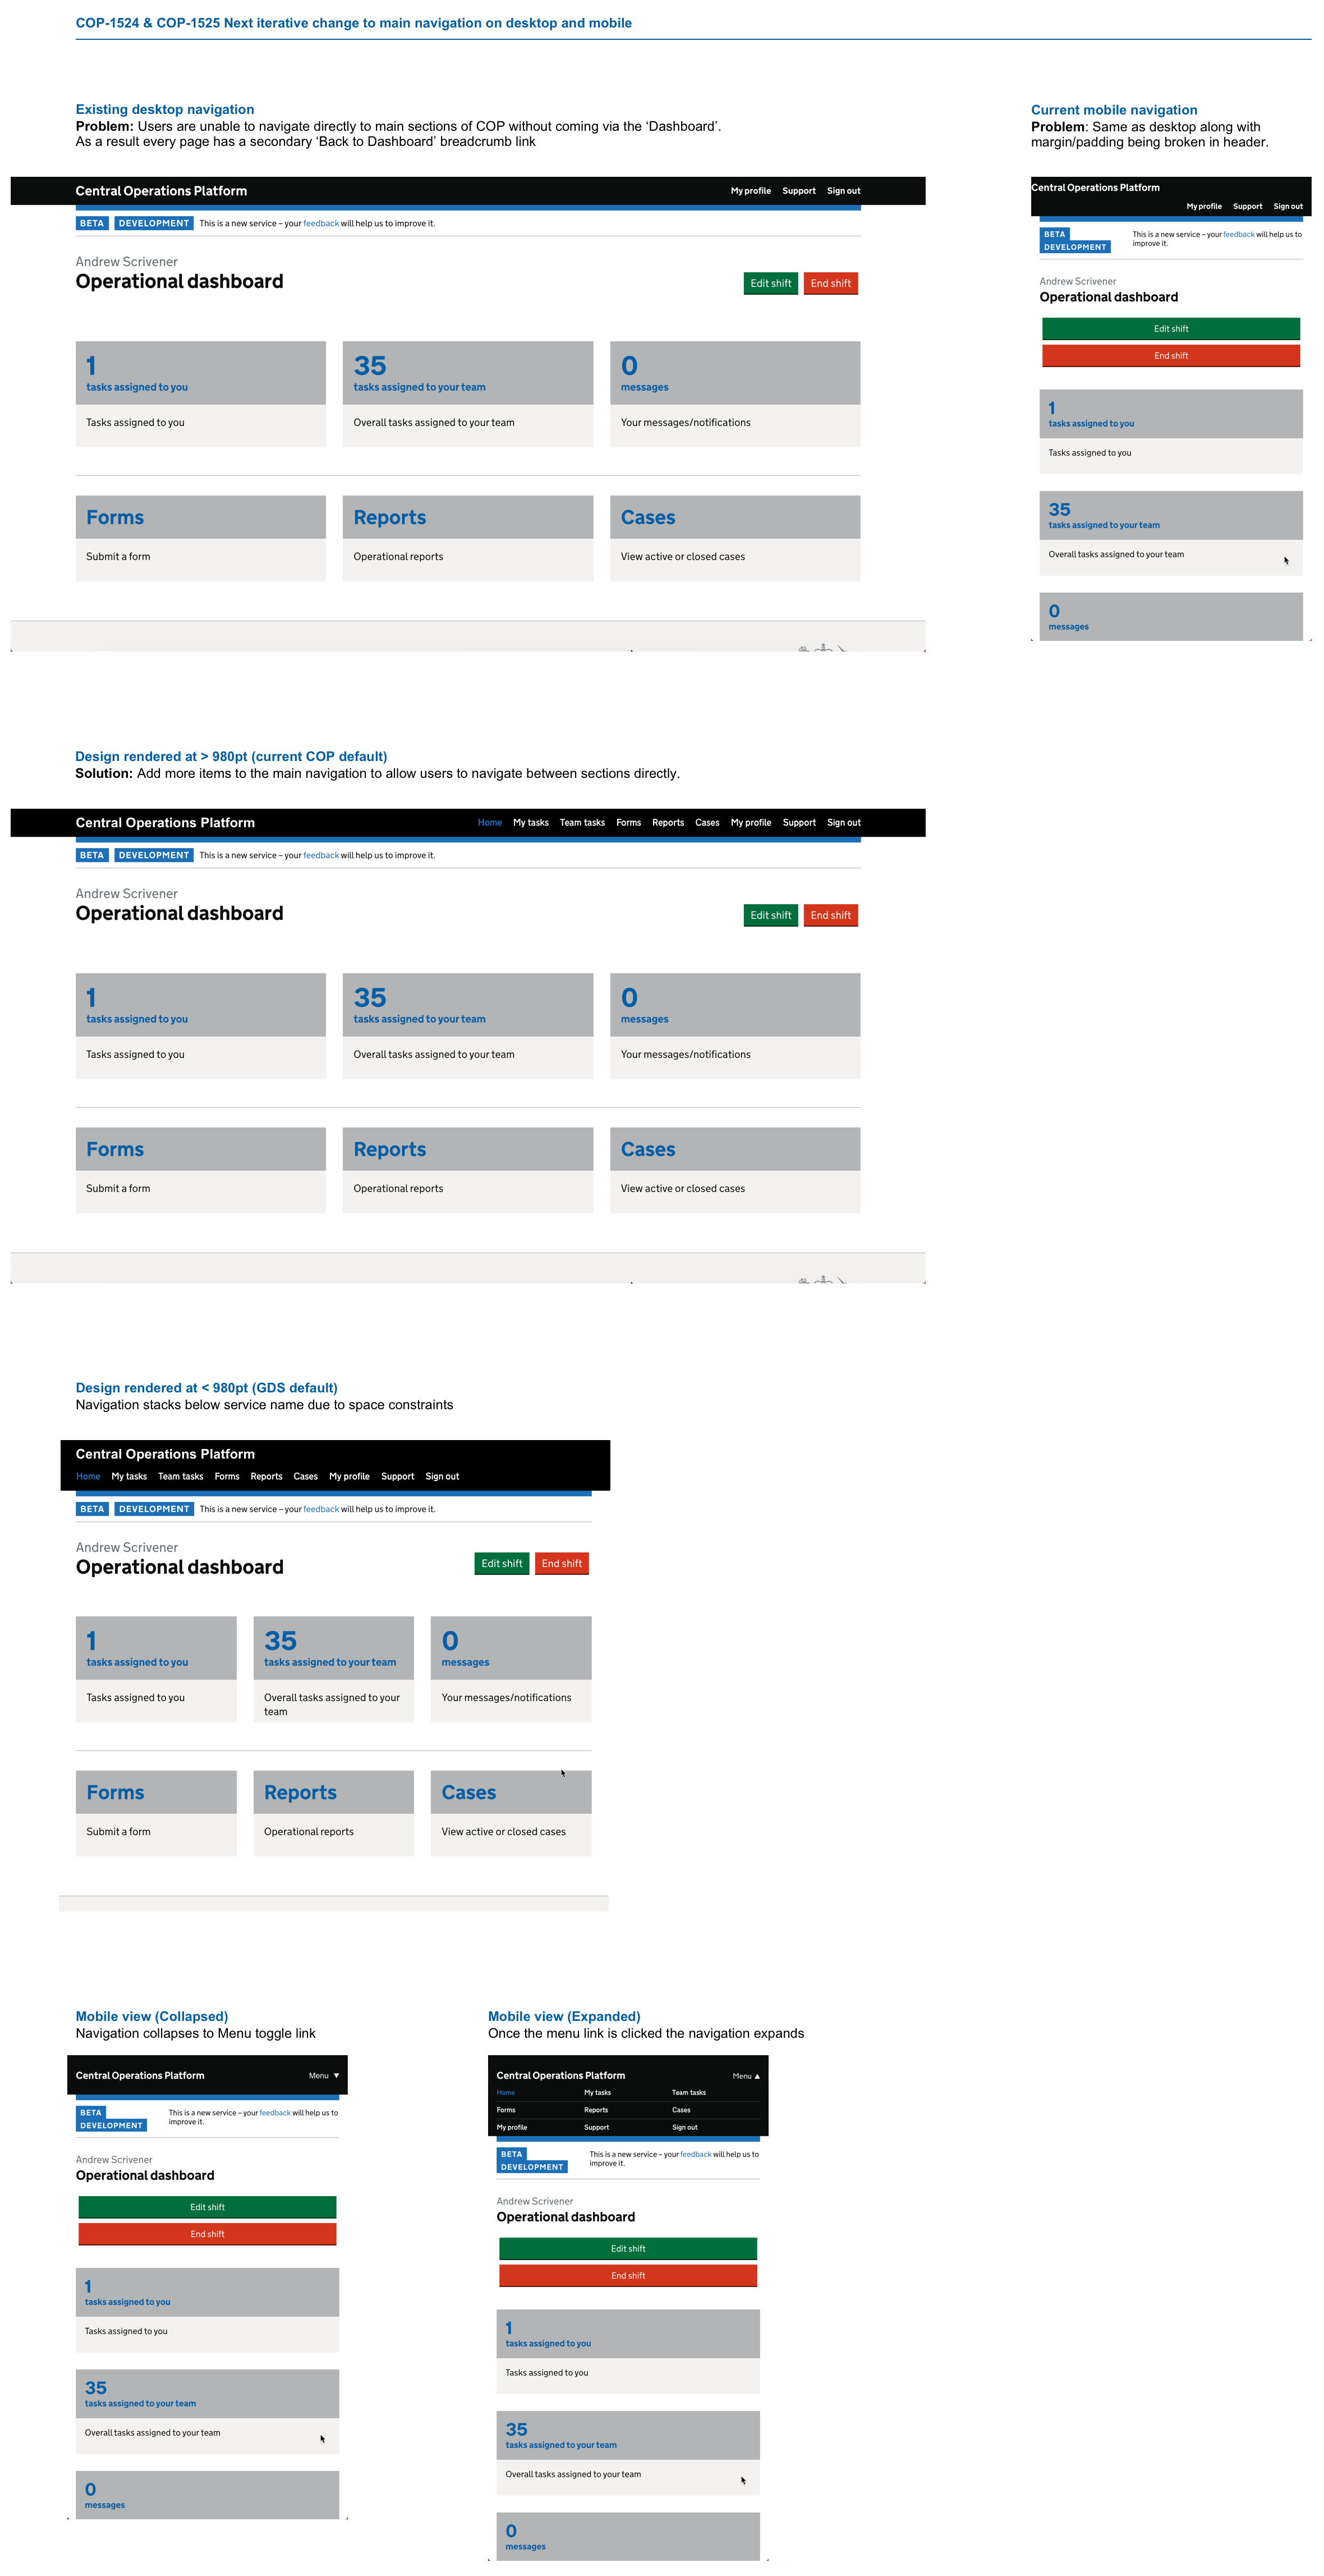 COP-1524 & COP-1525 Next iterative change to main navigation on desktop and mobile
Existing desktop navigation
Problem: Users are unable to navigate directly to main sections of COP without coming via the ‘Dashboard’.
As a result every page has a secondary ‘Back to Dashboard’ breadcrumb link
Central Operations Platform
My profile Support Sign out
BETA DEVELOPMENT This is a new service – your feedback will help us to improve it.
Andrew Scrivener
Operational dashboard
Edit shift End shift
1 35 0
tasks assigned to you tasks assigned to your team messages
Tasks assigned to you Overall tasks assigned to your team Your messages/notifications
Forms Reports Cases
Submit a form Operational reports View active or closed cases
Current mobile navigation
Problem: Same as desktop along with
margin/padding being broken in header.
Central Operations Platform
My profile Support Sign out
BETA
DEVELOPMENT
This is a new service – your feedback will help us to
improve it.
Andrew Scrivener
Operational dashboard
Edit shift
End shift
1
tasks assigned to you
Tasks assigned to you
35
tasks assigned to your team
Overall tasks assigned to your team
0
messages
Design rendered at > 980pt (current COP default)
Solution: Add more items to the main navigation to allow users to navigate between sections directly.
Central Operations Platform
Home My tasks Team tasks Forms Reports Cases My profile Support Sign out
BETA DEVELOPMENT This is a new service – your feedback will help us to improve it.
Andrew Scrivener
Operational dashboard
Edit shift End shift
1 35 0
tasks assigned to you tasks assigned to your team messages
Tasks assigned to you Overall tasks assigned to your team Your messages/notifications
Forms Reports Cases
Submit a form Operational reports View active or closed cases
Design rendered at < 980pt (GDS default)
Navigation stacks below service name due to space constraints
Central Operations Platform
Home My tasks Team tasks Forms Reports Cases My profile Support Sign out
BETA DEVELOPMENT This is a new service – your feedback will help us to improve it.
Andrew Scrivener
Operational dashboard
Edit shift End shift
1 35 0
tasks assigned to you tasks assigned to your team messages
Tasks assigned to you Overall tasks assigned to your Your messages/notifications
team
Forms Reports Cases
Submit a form Operational reports View active or closed cases
Mobile view (Collapsed)
Navigation collapses to Menu toggle link
Central Operations Platform Menu ▼
BETA
DEVELOPMENT
This is a new service – your feedback will help us to
improve it.
Andrew Scrivener
Operational dashboard
Edit shift
End shift
1
tasks assigned to you
Tasks assigned to you
35
tasks assigned to your team
Overall tasks assigned to your team
0
messages
Mobile view (Expanded)
Once the menu link is clicked the navigation expands
Central Operations Platform Menu ▲
Home My tasks Team tasks
Forms Reports Cases
My profile Support Sign out
BETA
DEVELOPMENT
This is a new service – your feedback will help us to
improve it.
Andrew Scrivener
Operational dashboard
Edit shift
End shift
1
tasks assigned to you
Tasks assigned to you
35
tasks assigned to your team
Overall tasks assigned to your team
0
messages